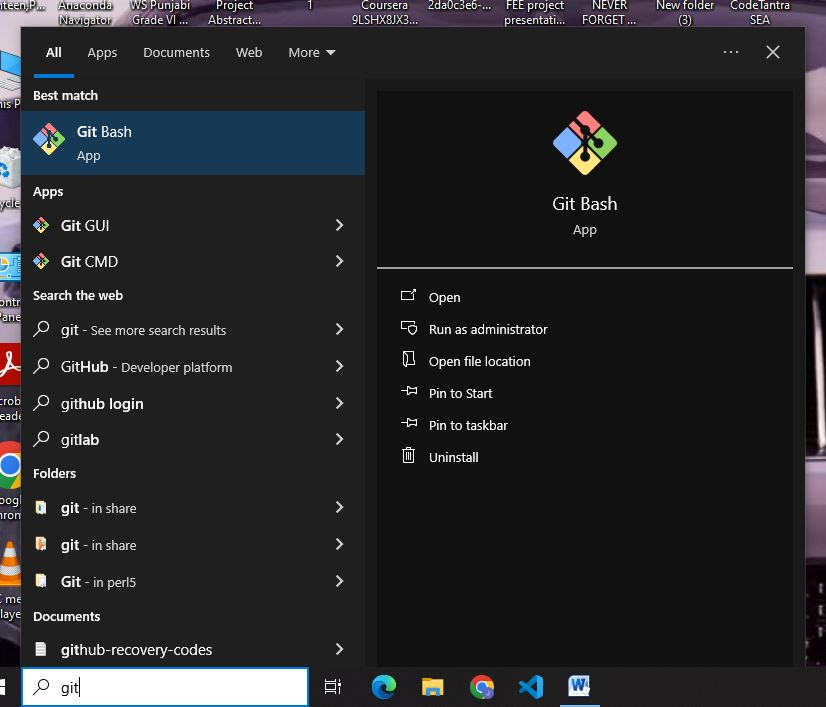 Anaconda
Navigator
WS Punjabi
Grade VI ...
Project
Abstract...
1
Coursera
9LSHX8JX3...
2da0c3e6-...
FEE project
presentati...
NEVER
FORGET ...
New folder
(3)
CodeTantra
SEA
All
Apps
Documents
Web
More
Best match
Git Bash
App
Apps
Git GUI
Git CMD
Search the web
git - See more search results
GitHub - Developer platform
github login
gitlab
Folders
git - in share
git - in share
Git - in perl5
Documents
github-recovery-codes
git
Git Bash
App
Open
Run as administrator
Open file location
Pin to Start
Pin to taskbar
Uninstall